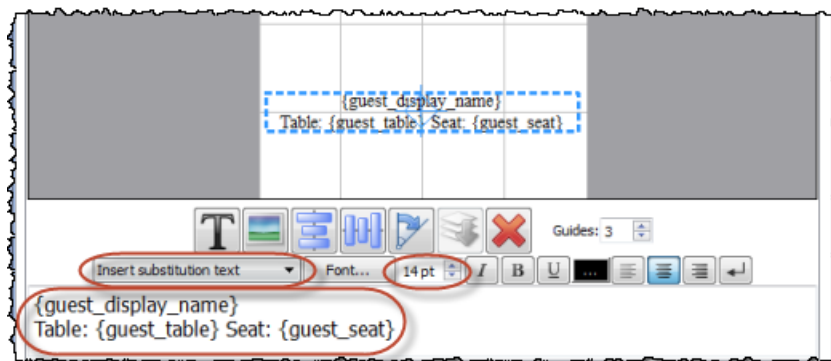 {guest_display_name}
Table: {guest_table} Seat: {guest_seat}
T
Guides: 3
Insert substitution text
Font...
14 pt
I
B
U
...
{guest_display_name}
Table: {guest_table} Seat: {guest_seat}